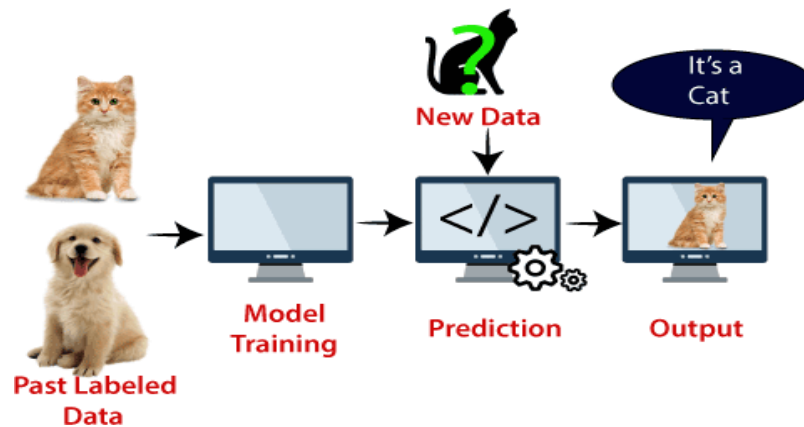 ?
New Data
It's a
Cat
</>
Model
Training
Prediction
Output
Past Labeled
Data